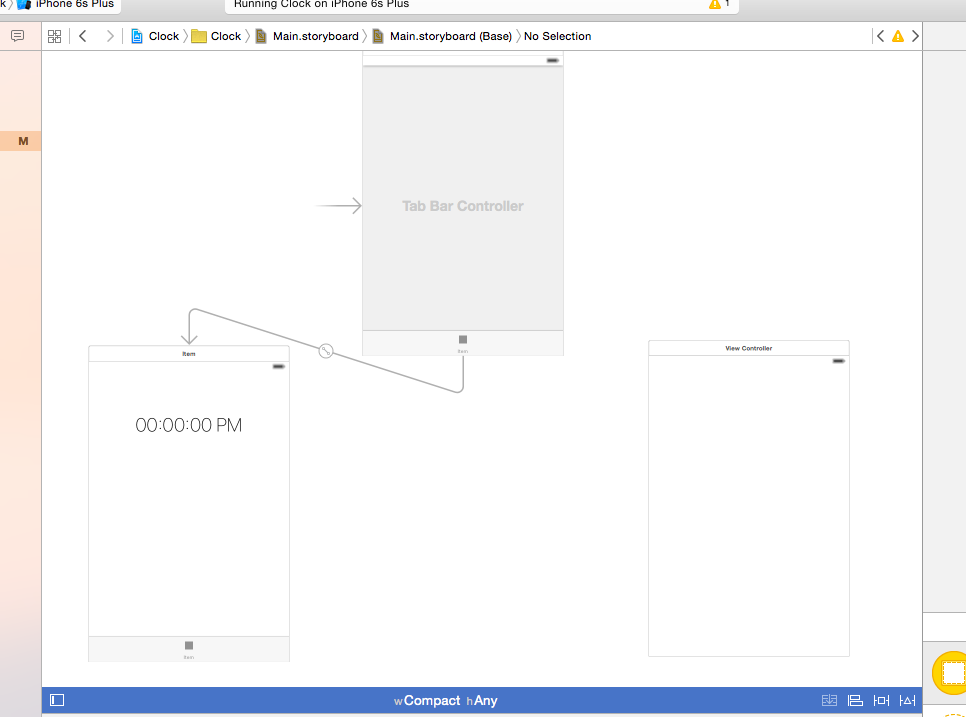 k iPhone 6s Plus
Running Clock on iPhone 6s Plus
1
Clock Clock Main.storyboard Main.storyboard (Base) No Selection
M
Tab Bar Controller
Item
Item
View Controller
00:00:00 PM
Item
wCompact hAny